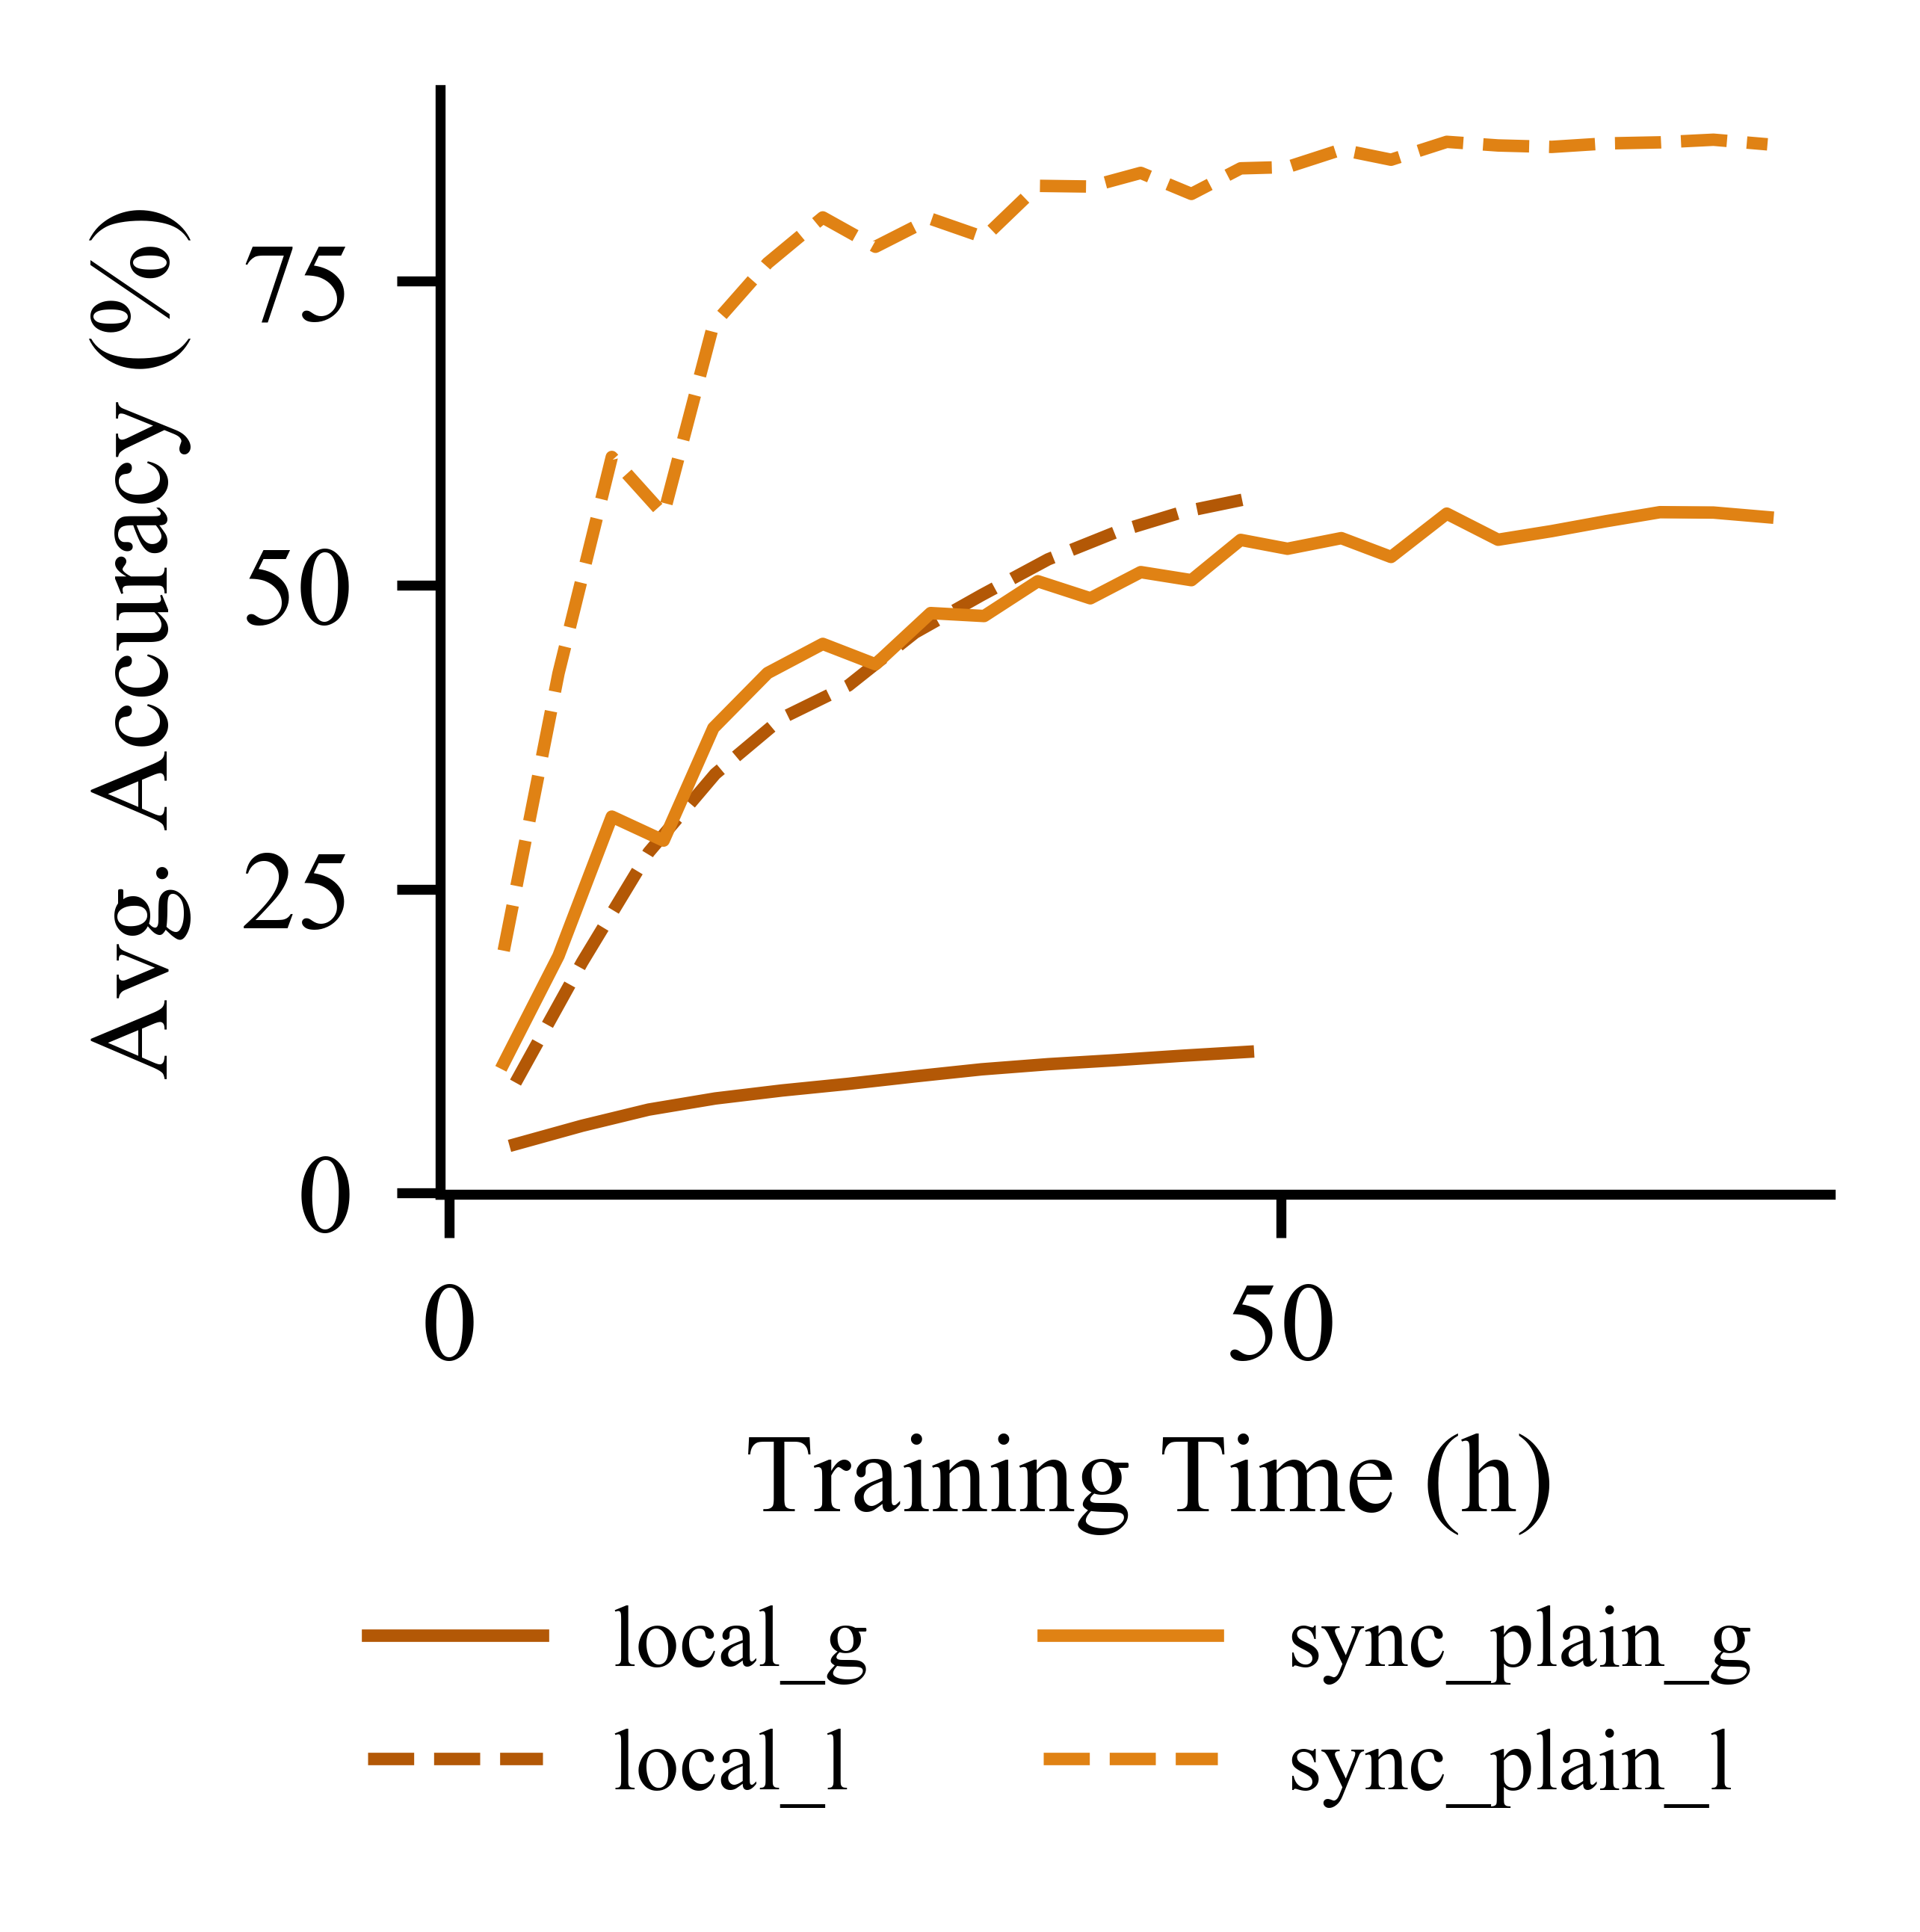 Avg. Accuracy (%)
75
50
25
0
0 50
Training Time (h)
local_g sync_plain_g
local_l sync_plain_l